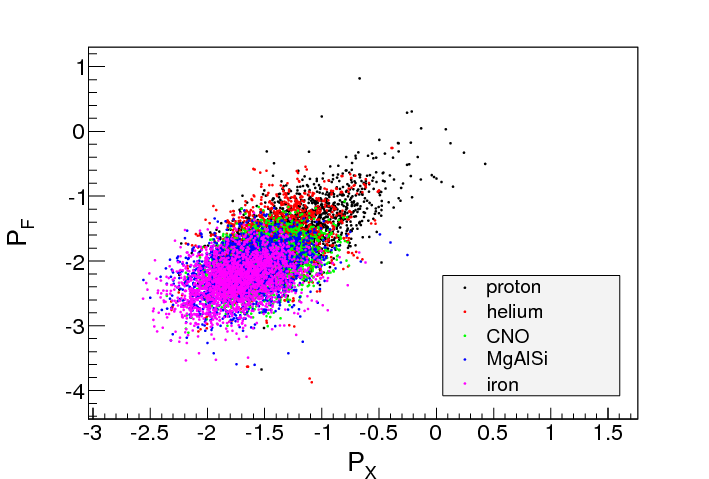 1
0
-1
-2
-3
-4
P_F
proton
helium
CNO
MgAlSi
iron
-3 -2.5 -2 -1.5 -1 -0.5 0 0.5 1 1.5
P_X